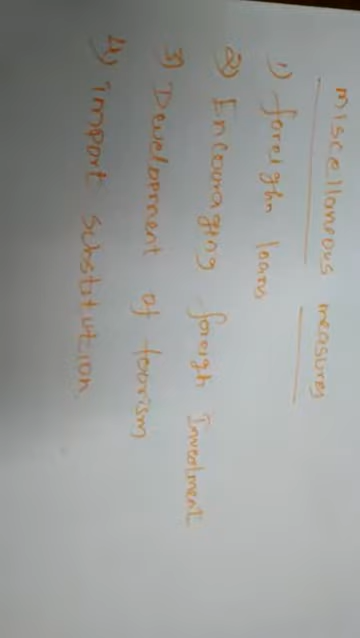 miscellaneous measures
1) foreign loans
2) Encouraging foreign Investment
3) Development of tourism
4) import substitution